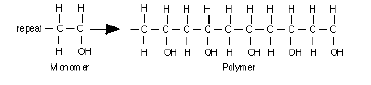 H H H H H H H H H H H H
repeat –C–C– –C–C–C–C–C–C–C–C–C–C–
H OH H OH H OH H OH H OH H OH
Monomer Polymer